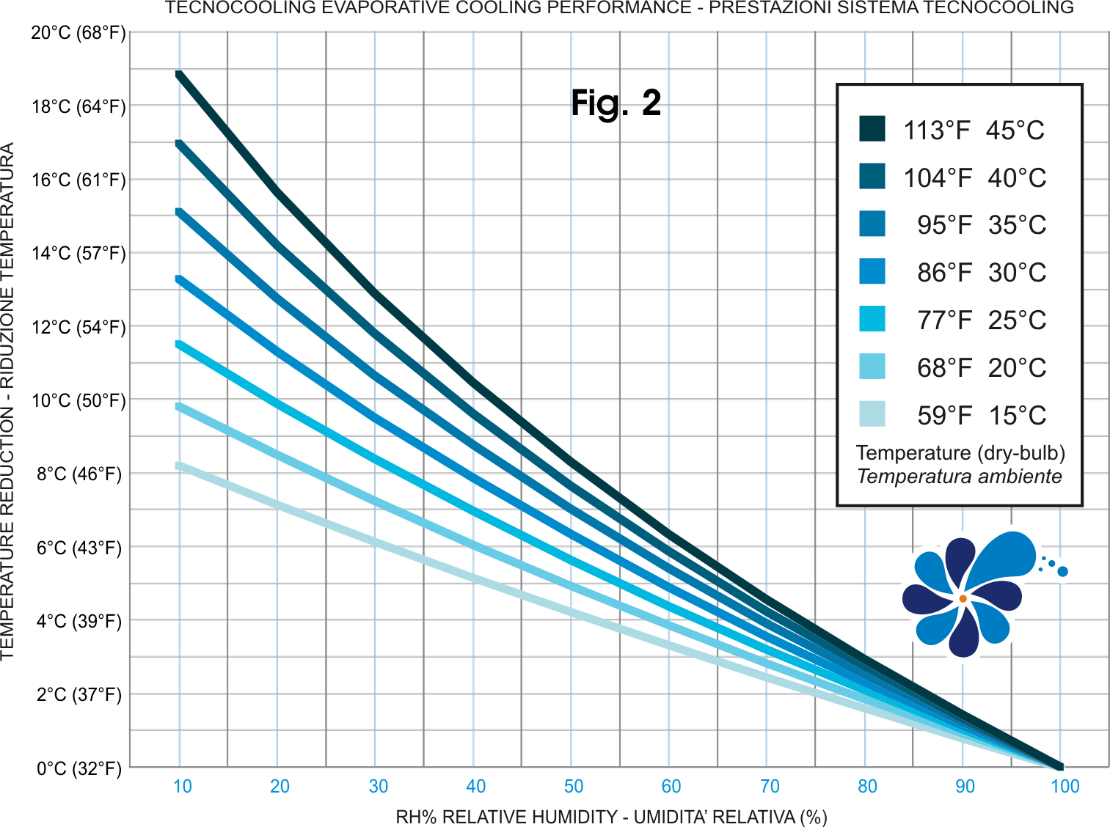 TECNOCOOLING EVAPORATIVE COOLING PERFORMANCE - PRESTAZIONI SISTEMA TECNOCOOLING
TEMPERATURE REDUCTION - RIDUZIONE TEMPERATURA
20°C (68°F)
18°C (64°F)
16°C (61°F)
14°C (57°F)
12°C (54°F)
10°C (50°F)
8°C (46°F)
6°C (43°F)
4°C (39°F)
2°C (37°F)
0°C (32°F)
Fig. 2
113°F 45°C
104°F 40°C
95°F 35°C
86°F 30°C
77°F 25°C
68°F 20°C
59°F 15°C
Temperature (dry-bulb)
Temperatura ambiente
10 20 30 40 50 60 70 80 90 100
RH% RELATIVE HUMIDITY - UMIDITA' RELATIVA (%)